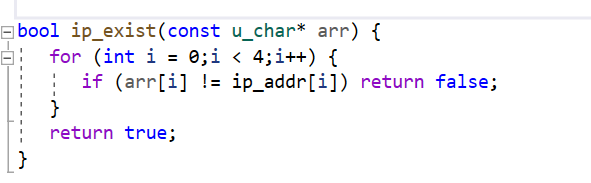 bool ip_exist(const u_char* arr) {
for (int i = 0;i < 4;i++) {
if (arr[i] != ip_addr[i]) return false;
}
return true;
}